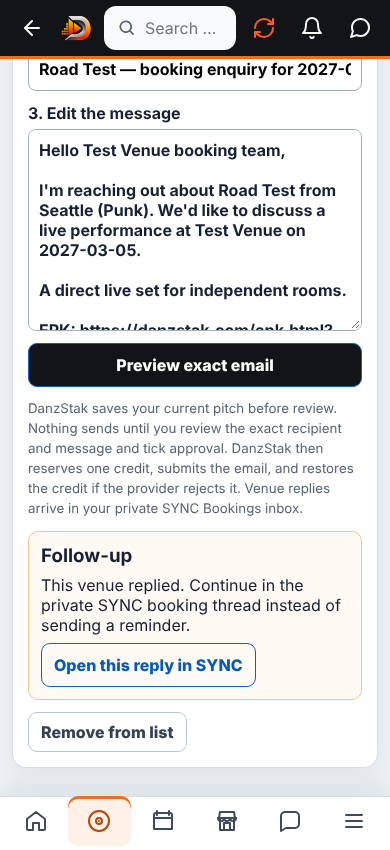 Search ...
Road Test — booking enquiry for 2027-0
3. Edit the message
Hello Test Venue booking team,
I'm reaching out about Road Test from
Seattle (Punk). We'd like to discuss a
live performance at Test Venue on
2027-03-05.
A direct live set for independent rooms.
EPK: https://danzstak.com/epk.html?
Preview exact email
DanzStak saves your current pitch before review.
Nothing sends until you review the exact recipient
and message and tick approval. DanzStak then
reserves one credit, submits the email, and restores
the credit if the provider rejects it. Venue replies
arrive in your private SYNC Bookings inbox.
Follow-up
This venue replied. Continue in the
private SYNC booking thread instead of
sending a reminder.
Open this reply in SYNC
Remove from list